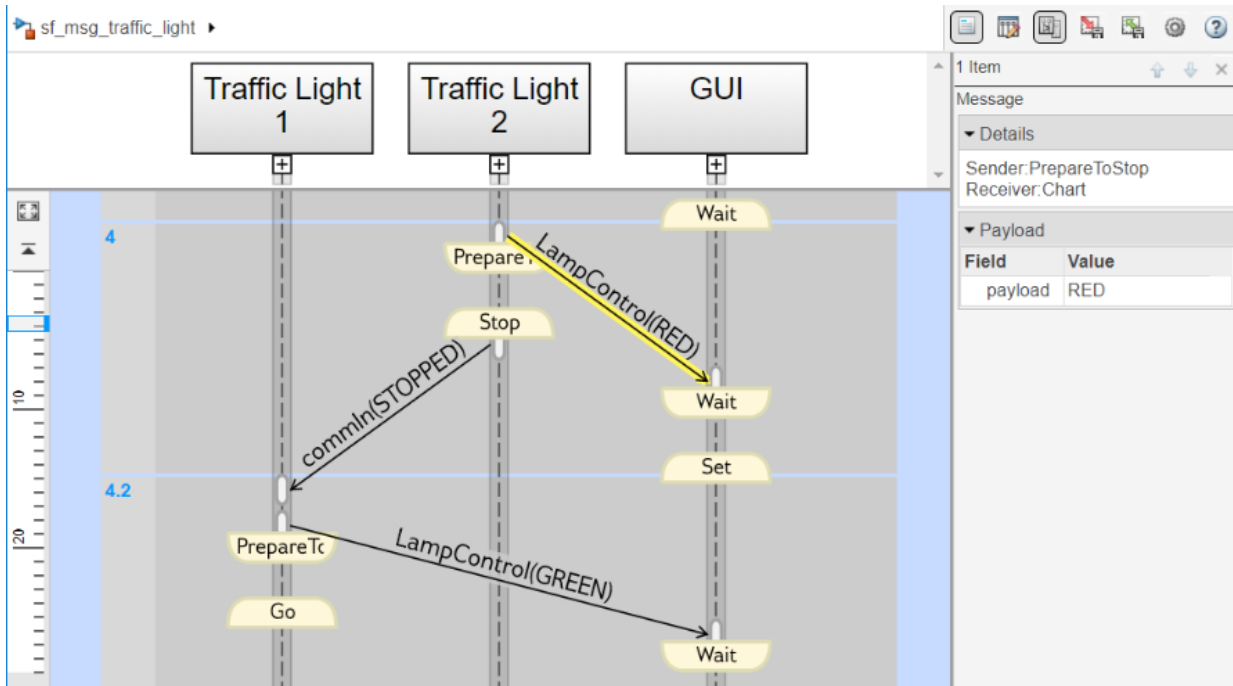 sf_msg_traffic_light
Traffic Light
1
Traffic Light
2
GUI
1 Item
Message
Details
Sender:PrepareToStop
Receiver:Chart
Payload
Field Value
payload RED
4
Wait
PrepareT
LampControl(RED)
Stop
commIn(STOPPED)
Wait
Set
4.2
PrepareTo
LampControl(GREEN)
Go
Wait
10
20